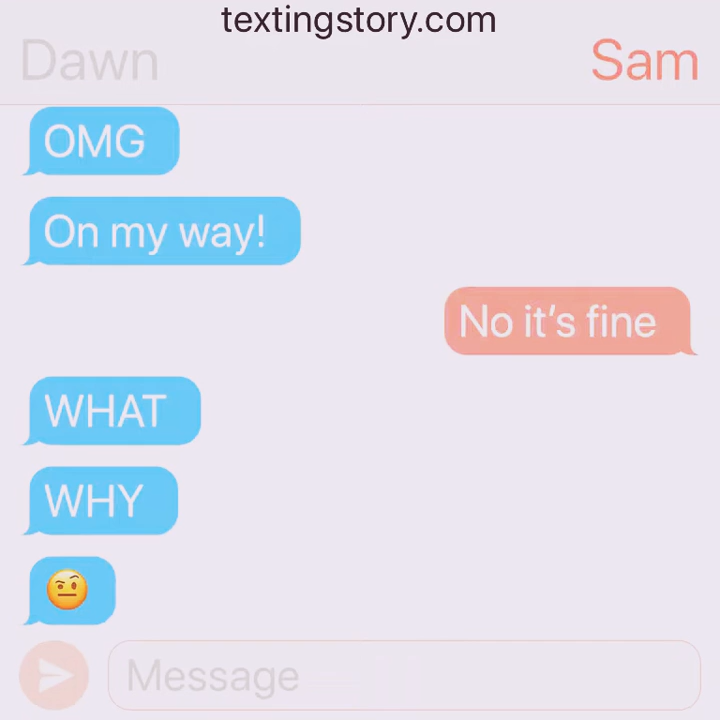 textingstory.com
Dawn
Sam
OMG
On my way!
No it’s fine
WHAT
WHY
🤨
Message